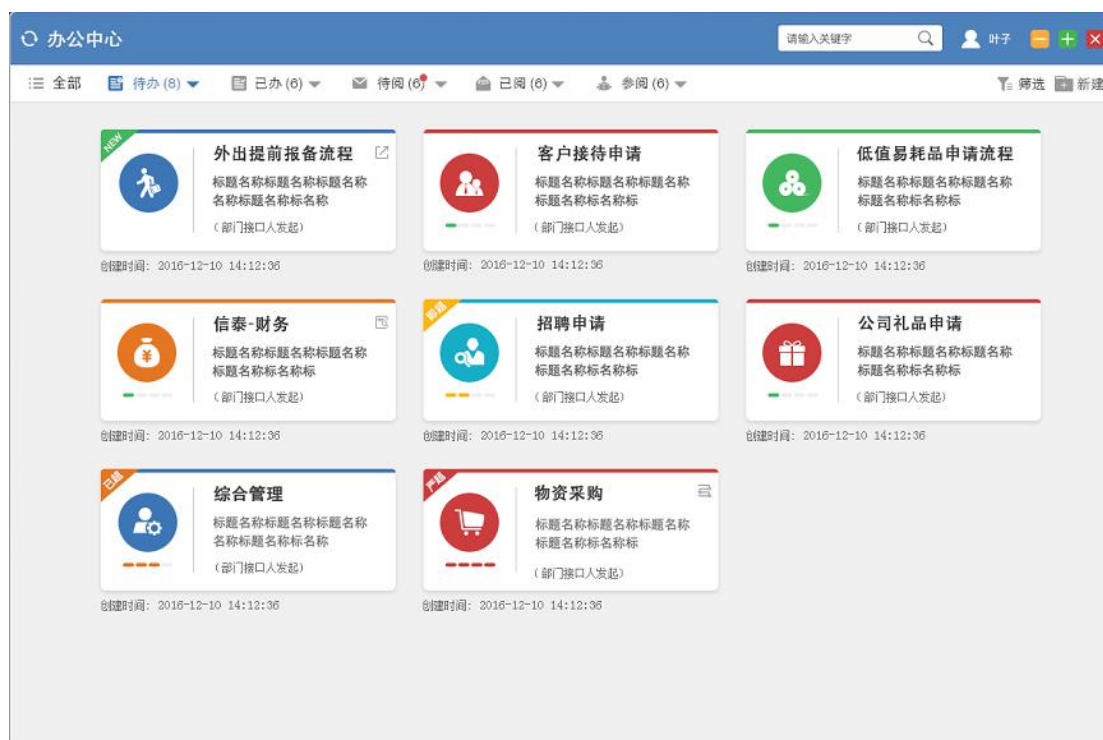 办公中心
请输入关键字
叶子
全部
待办(8)
已办(6)
待阅(6)
已阅(6)
参阅(6)
筛选
新建
NEW
外出提前报备流程
标题名称标题名称标题名称
名称标题名称标名称
(部门接口人发起)
创建时间: 2016-12-10 14:12:36
客户接待申请
标题名称标题名称标题名称
标题名称标名称标
(部门接口人发起)
创建时间: 2016-12-10 14:12:36
低值易耗品申请流程
标题名称标题名称标题名称
标题名称标名称标
(部门接口人发起)
创建时间: 2016-12-10 14:12:36
信泰-财务
标题名称标题名称标题名称
标题名称标名称标
(部门接口人发起)
创建时间: 2016-12-10 14:12:36
即超
招聘申请
标题名称标题名称标题名称
标题名称标名称标
(部门接口人发起)
创建时间: 2016-12-10 14:12:36
公司礼品申请
标题名称标题名称标题名称
标题名称标名称标
(部门接口人发起)
创建时间: 2016-12-10 14:12:36
已超
综合管理
标题名称标题名称标题名称
名称标题名称标名称
(部门接口人发起)
创建时间: 2016-12-10 14:12:36
严超
物资采购
标题名称标题名称标题名称
标题名称标名称标
(部门接口人发起)
创建时间: 2016-12-10 14:12:36